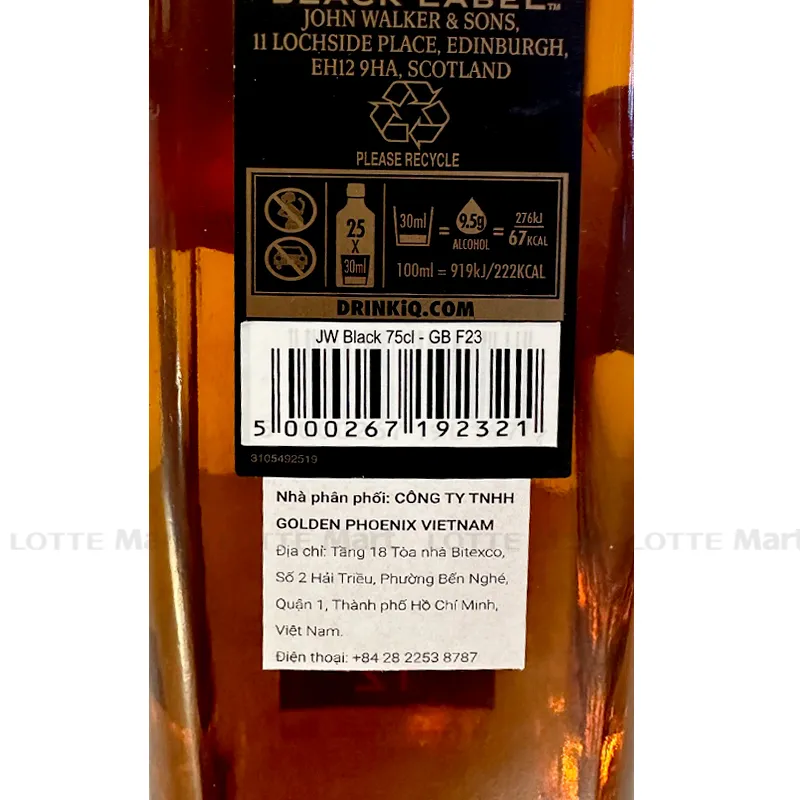 BLACK LABEL™
JOHN WALKER & SONS,
11 LOCHSIDE PLACE, EDINBURGH,
EH12 9HA, SCOTLAND
PLEASE RECYCLE
25
X
30ml
30ml
=
9.5g
ALCOHOL
=
276kJ
67KCAL
100ml = 919kJ/222KCAL
DRINKiQ.COM
JW Black 75cl - GB F23
5 000267 192321
3105492519
Nhà phân phối: CÔNG TY TNHH
GOLDEN PHOENIX VIETNAM
Địa chỉ: Tầng 18 Tòa nhà Bitexco,
Số 2 Hải Triều, Phường Bến Nghé,
Quận 1, Thành phố Hồ Chí Minh,
Việt Nam.
Điện thoại: +84 28 2253 8787
LOTTE Mart
LOTTE Mart